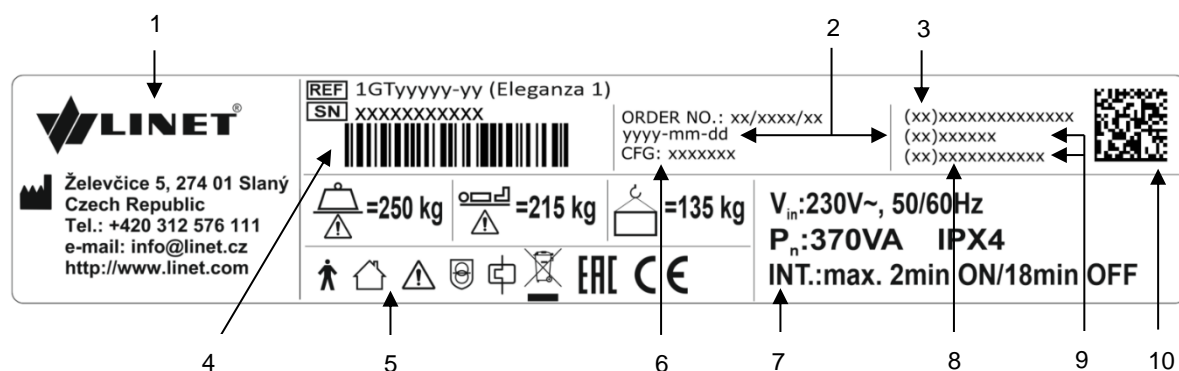 1
2
3
LINET®
Želevčice 5, 274 01 Slaný
Czech Republic
Tel.: +420 312 576 111
e-mail: info@linet.cz
http://www.linet.com
REF 1GTyyyyy-yy (Eleganza 1)
SN xxxxxxxxxxx
ORDER NO.: xx/xxxx/xx
yyyy-mm-dd
CFG: xxxxxxx
(xx)xxxxxxxxxxxxxx
(xx)xxxxxx
(xx)xxxxxxxxxxx
=250 kg
=215 kg
=135 kg
Vin:230V~, 50/60Hz
Pn:370VA IPX4
INT.:max. 2min ON/18min OFF
EAC CE
4
5
6
7
8
9
10